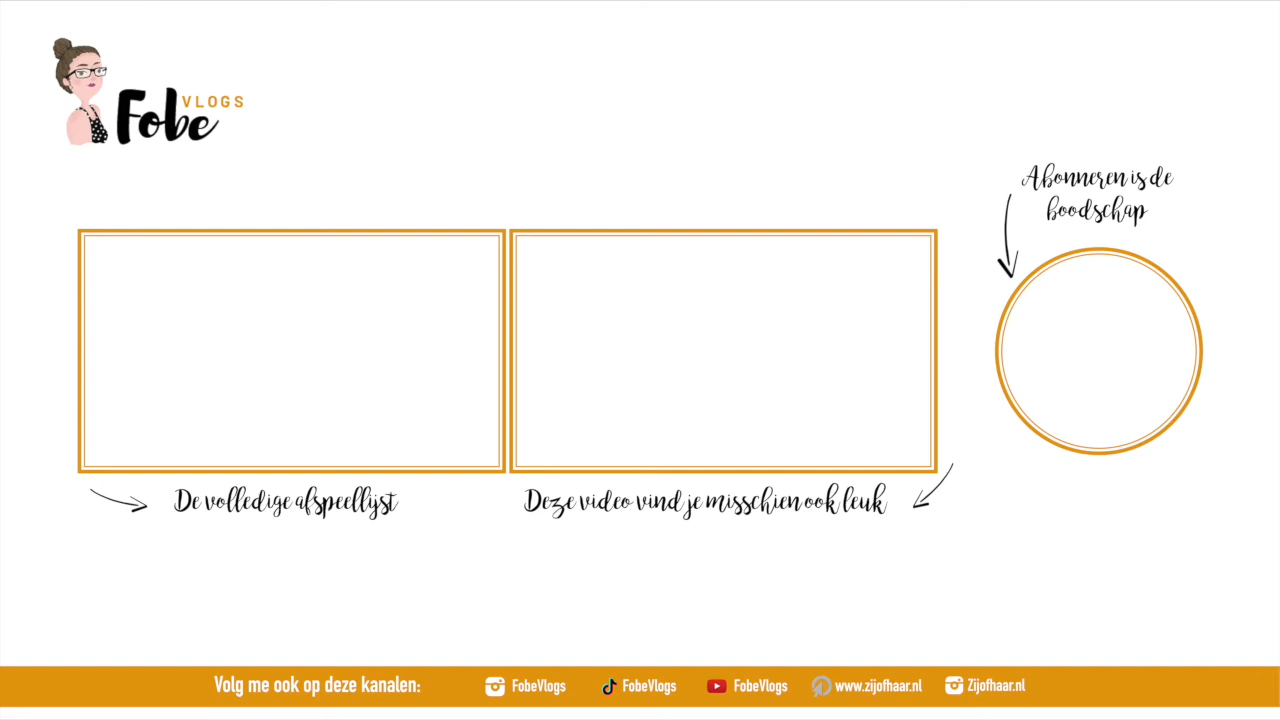 VLOGS
Fobe
Abonneren is de
boodschap
De volledige afspeellijst
Deze video vind je misschien ook leuk
Volg me ook op deze kanalen: FobeVlogs FobeVlogs FobeVlogs www.zijofhaar.nl Zijofhaar.nl